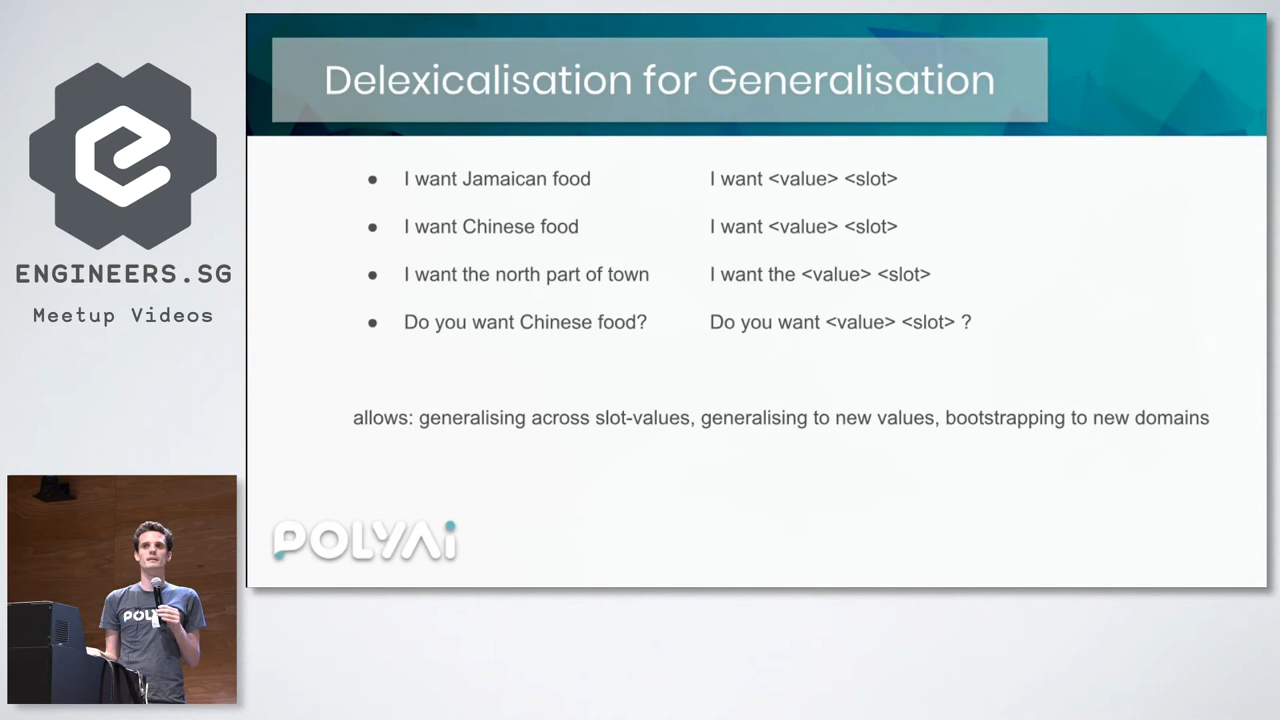 Delexicalisation for Generalisation
● I want Jamaican food I want <value> <slot>
● I want Chinese food I want <value> <slot>
● I want the north part of town I want the <value> <slot>
● Do you want Chinese food? Do you want <value> <slot> ?
allows: generalising across slot-values, generalising to new values, bootstrapping to new domains
POLYAi
ENGINEERS.SG
Meetup Videos
POLY